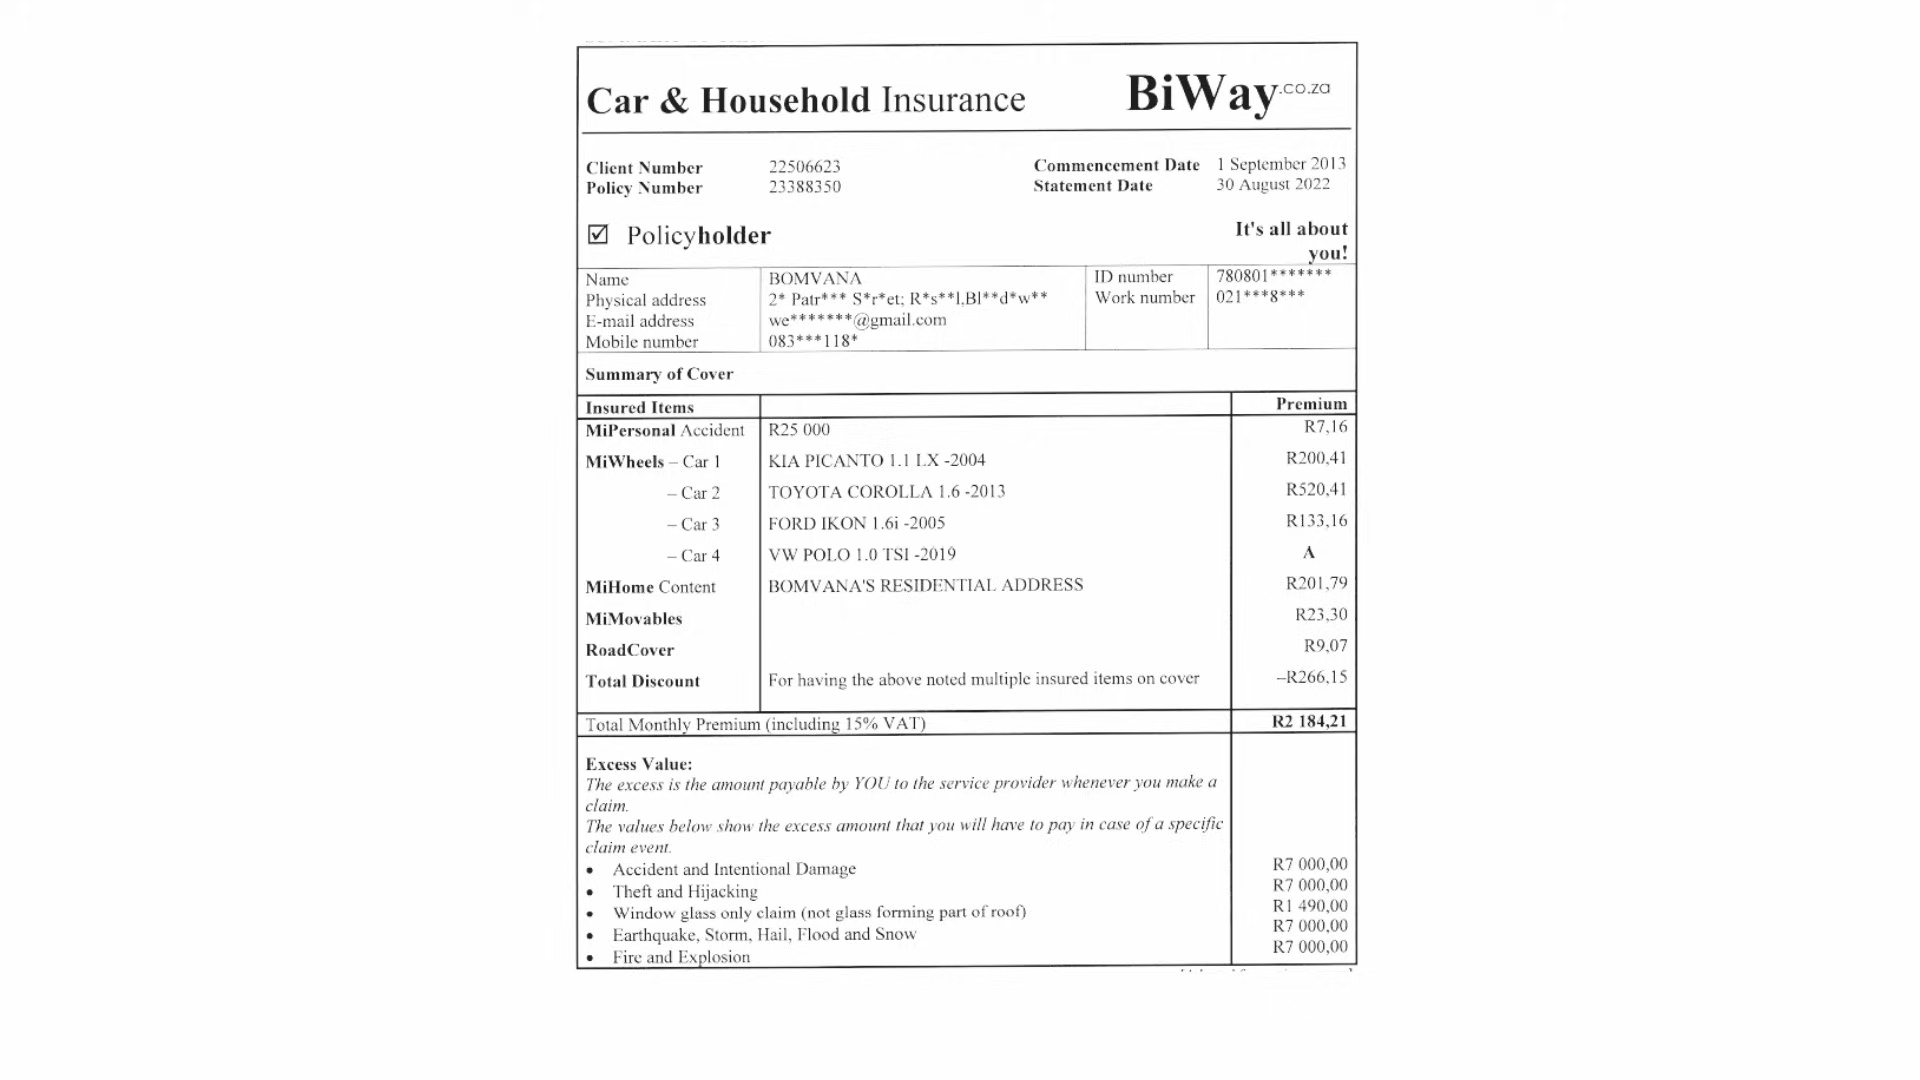 Car & Household Insurance
BiWay.co.za
Client Number 22506623 Commencement Date 1 September 2013
Policy Number 23388350 Statement Date 30 August 2022
☑ Policyholder It's all about
you!
Name BOMVANA ID number 780801*******
Physical address 2* Patr*** S*r*et; R*s**l,Bl**d*w** Work number 021***8***
E-mail address we*******@gmail.com
Mobile number 083***118*
Summary of Cover
Insured Items Premium
MiPersonal Accident R25 000 R7,16
MiWheels – Car 1 KIA PICANTO 1.1 LX -2004 R200,41
– Car 2 TOYOTA COROLLA 1.6 -2013 R520,41
– Car 3 FORD IKON 1.6i -2005 R133,16
– Car 4 VW POLO 1.0 TSI -2019 A
MiHome Content BOMVANA'S RESIDENTIAL ADDRESS R201,79
MiMovables R23,30
RoadCover R9,07
Total Discount For having the above noted multiple insured items on cover –R266,15
Total Monthly Premium (including 15% VAT) R2 184,21
Excess Value:
The excess is the amount payable by YOU to the service provider whenever you make a
claim.
The values below show the excess amount that you will have to pay in case of a specific
claim event.
• Accident and Intentional Damage R7 000,00
• Theft and Hijacking R7 000,00
• Window glass only claim (not glass forming part of roof) R1 490,00
• Earthquake, Storm, Hail, Flood and Snow R7 000,00
• Fire and Explosion R7 000,00